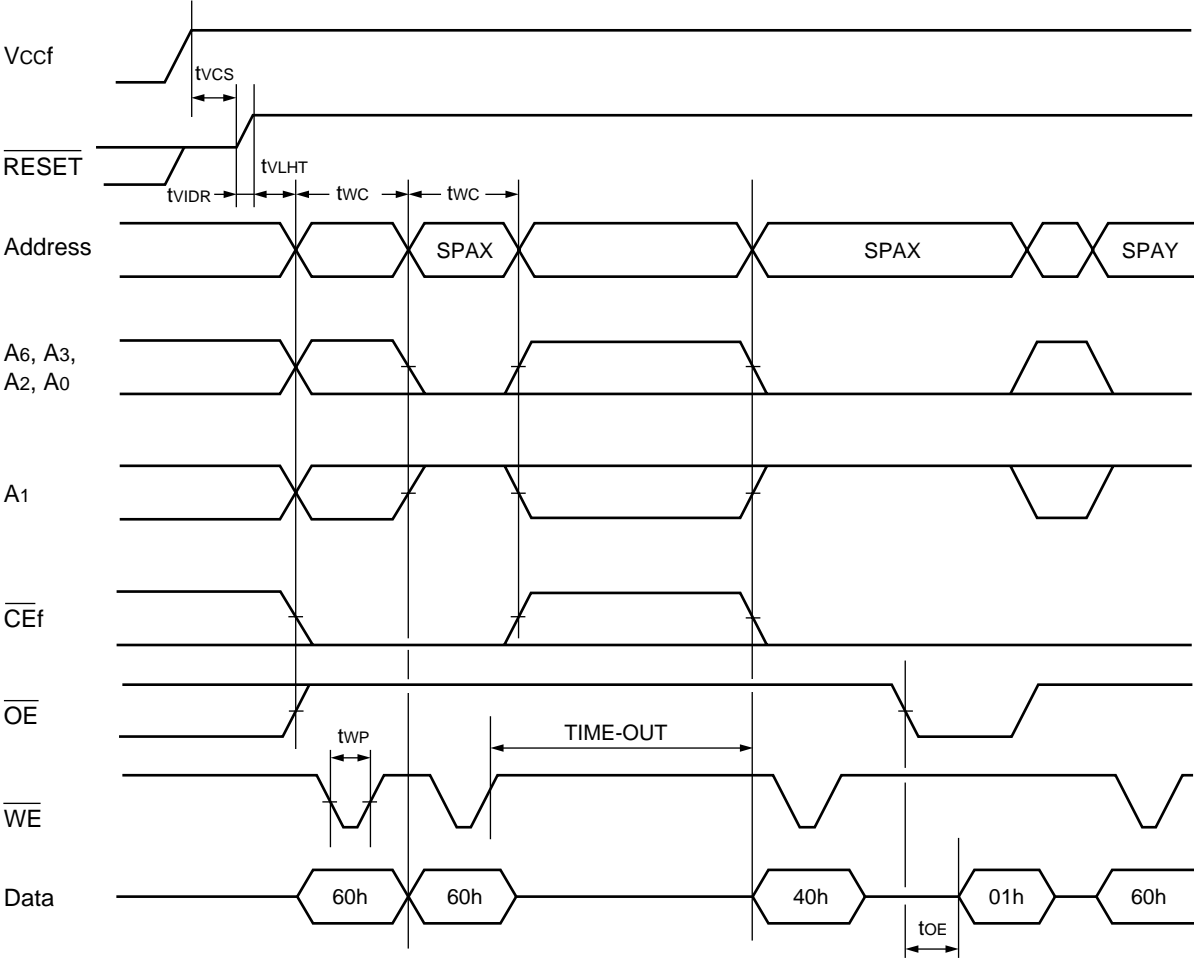 Vccf
tVCS
RESET
tVLHT
tVIDR
tWC
tWC
Address
SPAX
SPAX
SPAY
A6, A3,
A2, A0
A1
CEf
OE
tWP
TIME-OUT
WE
Data
60h
60h
40h
01h
60h
tOE